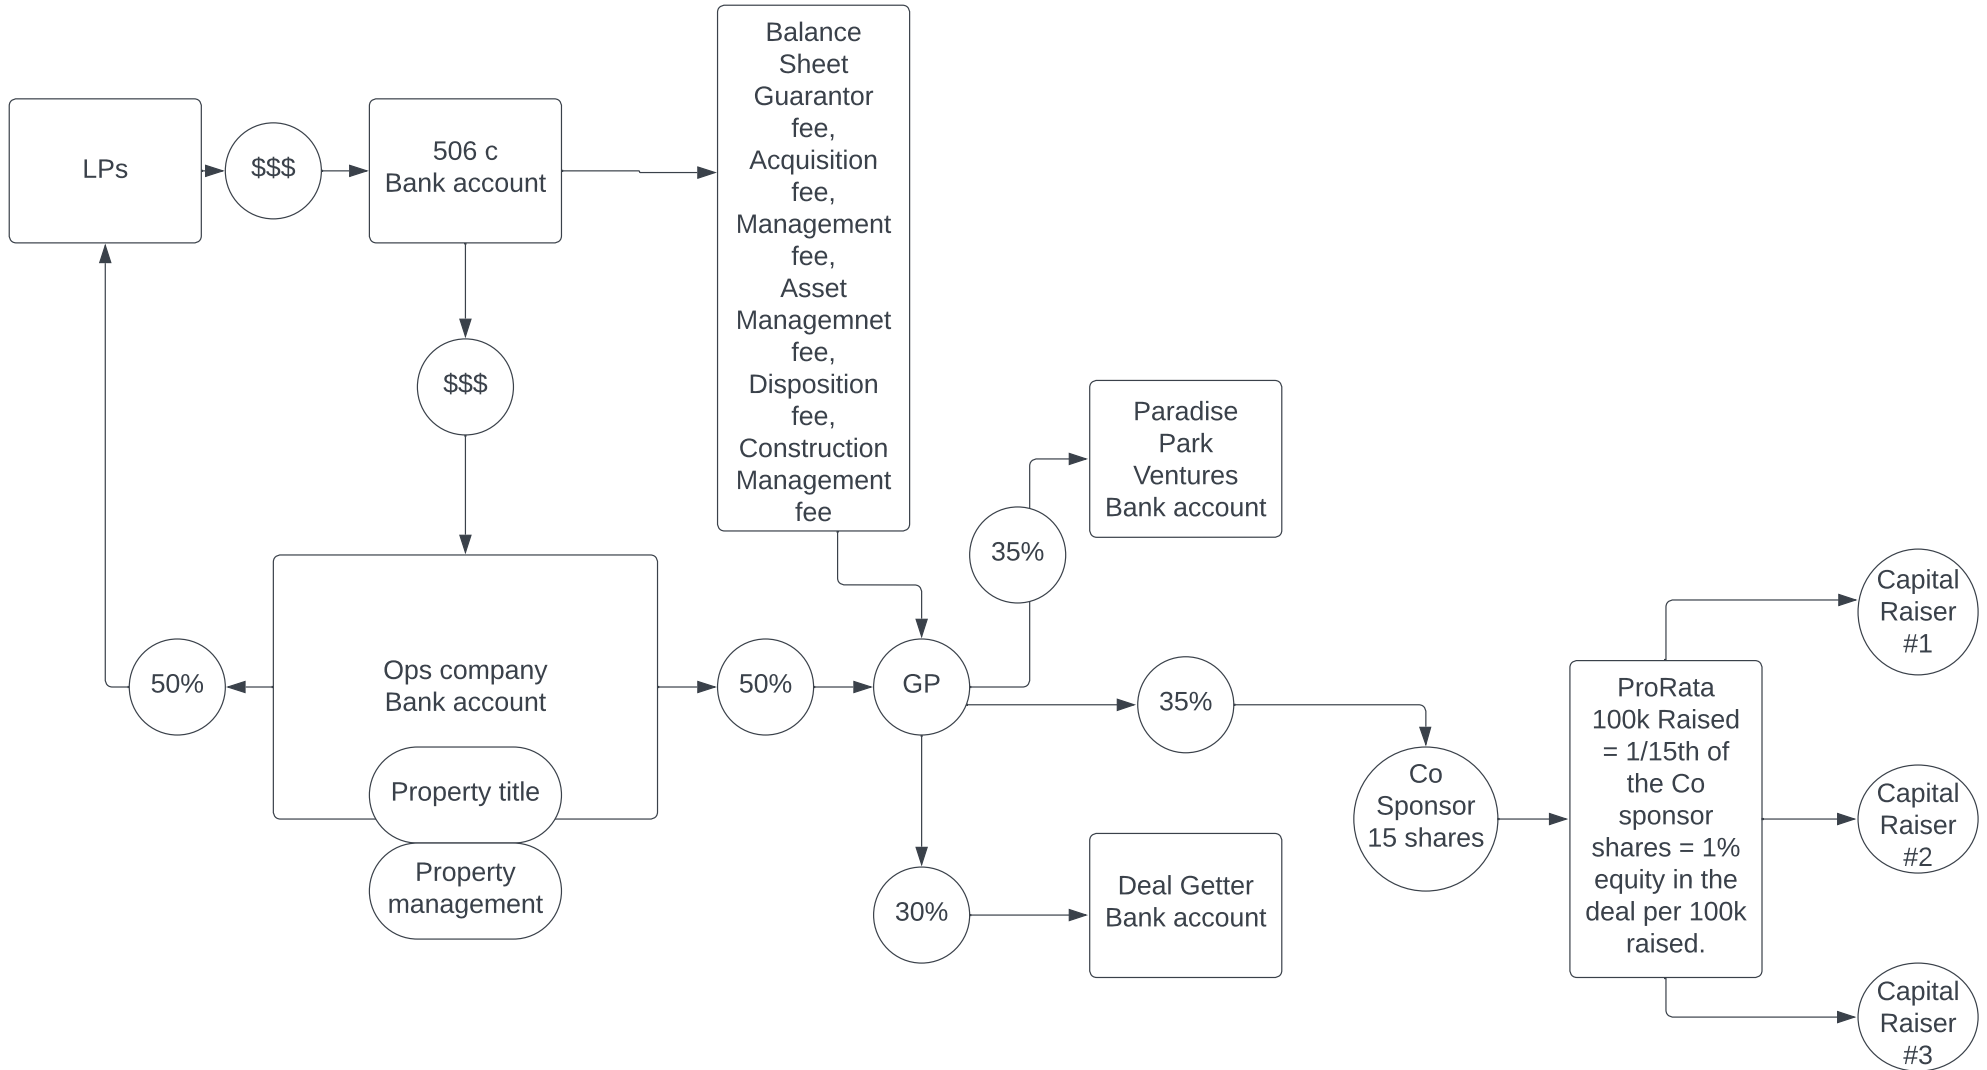 LPs
$$$
506 c
Bank account
Balance
Sheet
Guarantor
fee,
Acquisition
fee,
Management
fee,
Asset
Managemnet
fee,
Disposition
fee,
Construction
Management
fee
$$$
Paradise
Park
Ventures
Bank account
35%
50%
Ops company
Bank account
Property title
Property
management
50%
GP
35%
30%
Deal Getter
Bank account
Co
Sponsor
15 shares
ProRata
100k Raised
= 1/15th of
the Co
sponsor
shares = 1%
equity in the
deal per 100k
raised.
Capital
Raiser
#1
Capital
Raiser
#2
Capital
Raiser
#3